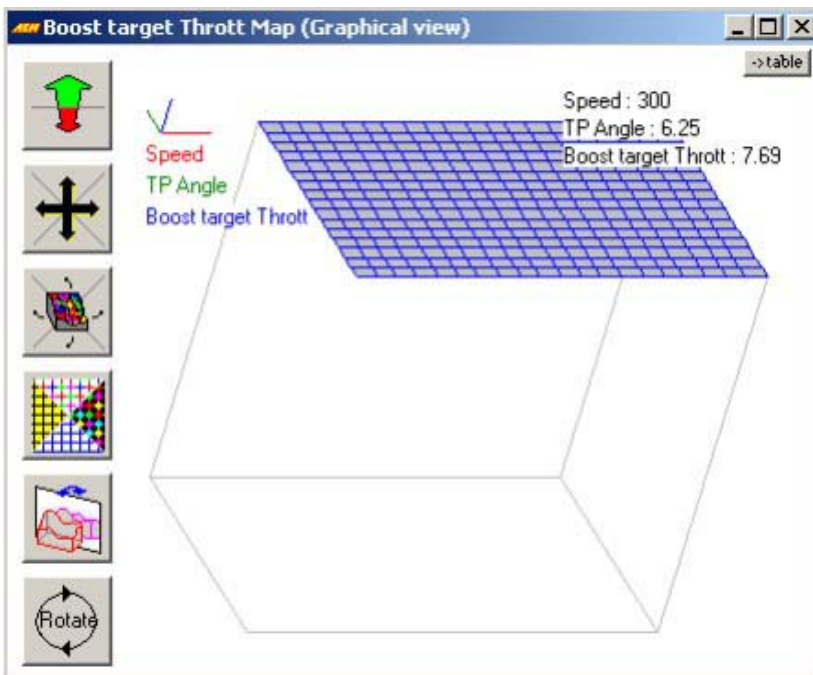 AEM Boost target Thrott Map (Graphical view)
->table
Speed : 300
TP Angle : 6.25
Boost target Thrott : 7.69
Speed
TP Angle
Boost target Thrott
Rotate